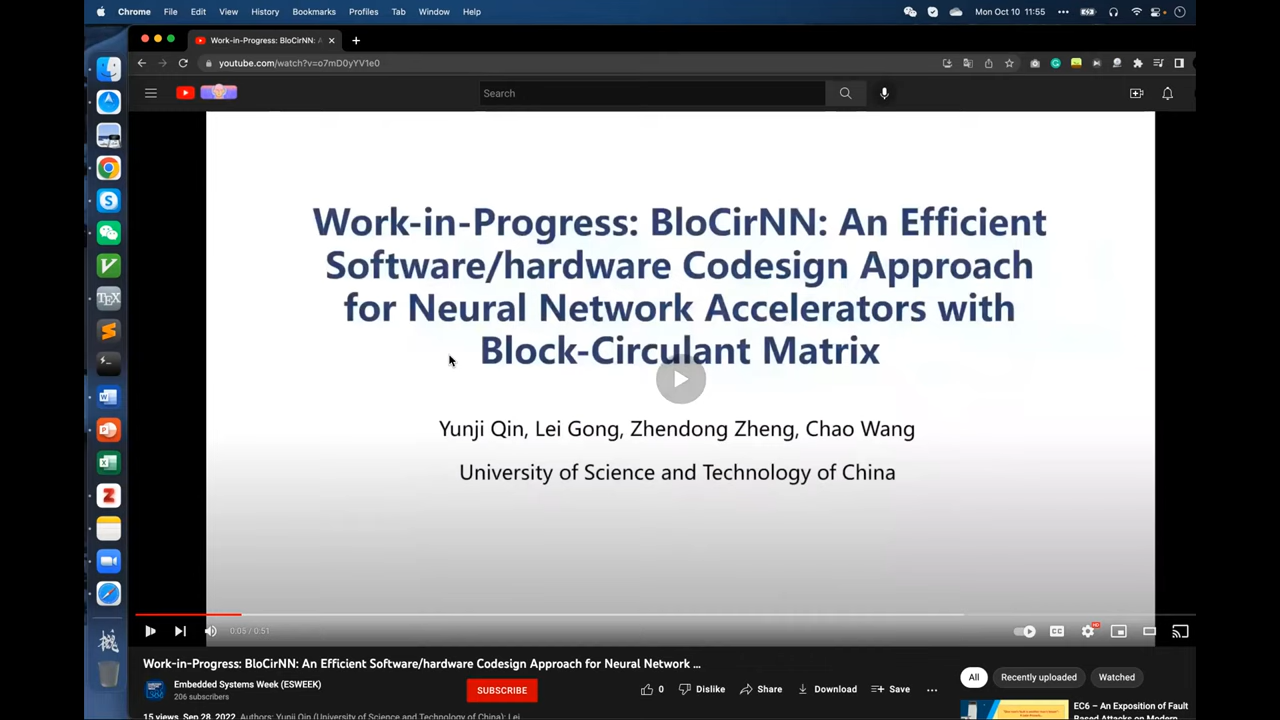 Chrome File Edit View History Bookmarks Profiles Tab Window Help
Mon Oct 10 11:55
Work-in-Progress: BloCirNN: A
youtube.com/watch?v=o7mD0yYV1e0
Search
Work-in-Progress: BloCirNN: An Efficient
Software/hardware Codesign Approach
for Neural Network Accelerators with
Block-Circulant Matrix
Yunji Qin, Lei Gong, Zhendong Zheng, Chao Wang
University of Science and Technology of China
TEX
0:05 / 0:51
CC
HD
Work-in-Progress: BloCirNN: An Efficient Software/hardware Codesign Approach for Neural Network ...
Embedded Systems Week (ESWEEK)
206 subscribers
SUBSCRIBE
0
Dislike
Share
Download
Save
All
Recently uploaded
Watched
15 views Sep 28, 2022 Authors: Yunji Qin (University of Science and Technology of China); Lei
EC6 – An Exposition of Fault
Based Attacks on Modern